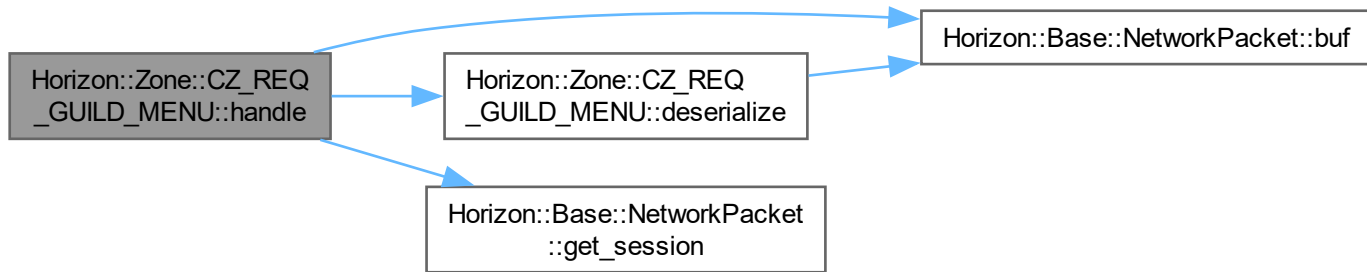 Horizon::Zone::CZ_REQ
_GUILD_MENU::handle
Horizon::Zone::CZ_REQ
_GUILD_MENU::deserialize
Horizon::Base::NetworkPacket::buf
Horizon::Base::NetworkPacket
::get_session